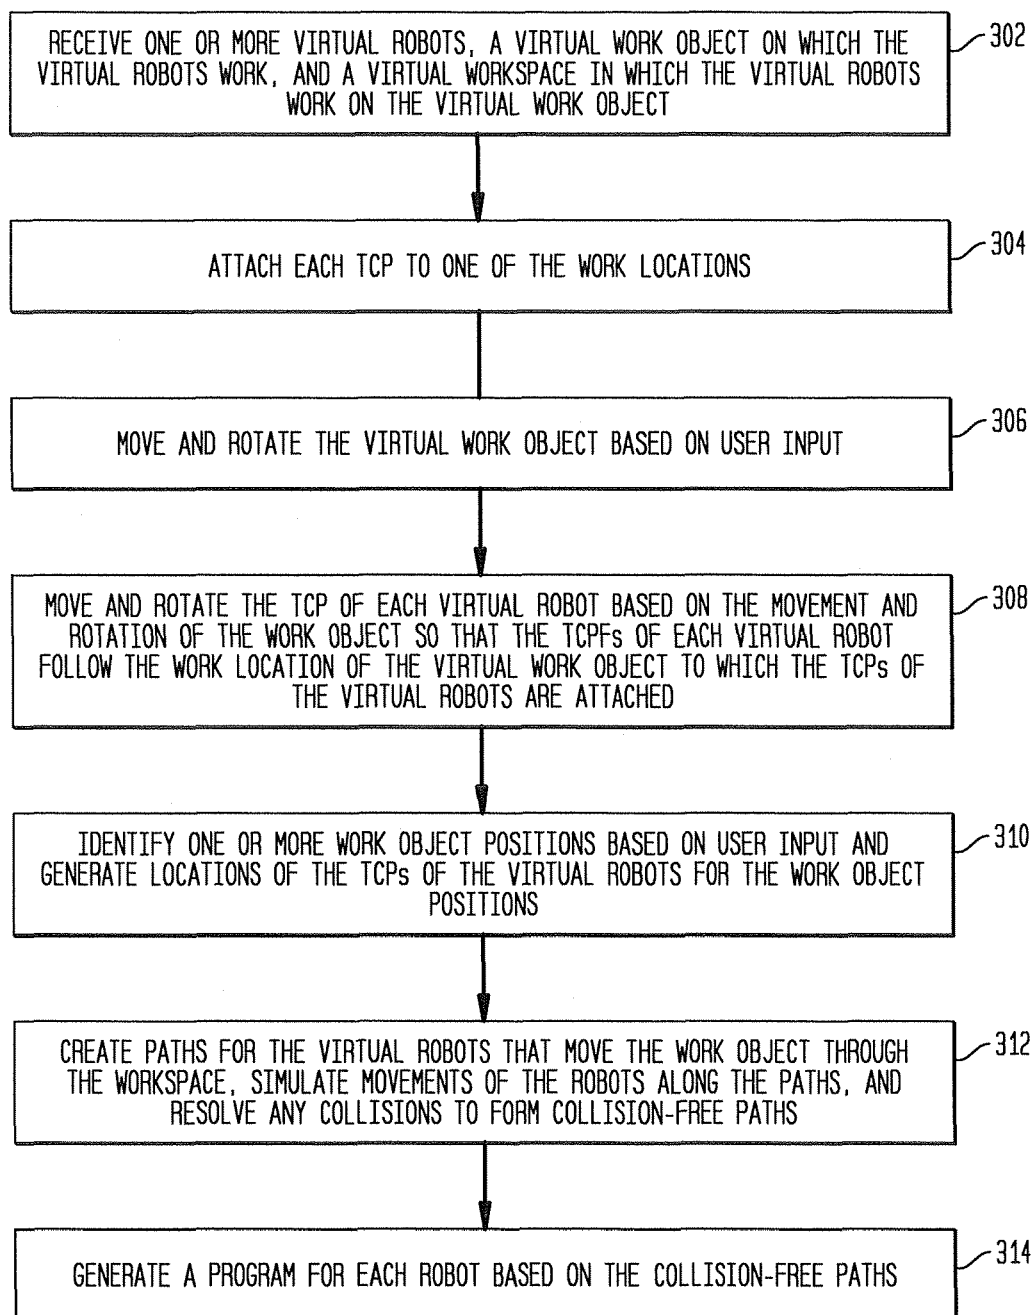 RECEIVE ONE OR MORE VIRTUAL ROBOTS, A VIRTUAL WORK OBJECT ON WHICH THE
VIRTUAL ROBOTS WORK, AND A VIRTUAL WORKSPACE IN WHICH THE VIRTUAL ROBOTS
WORK ON THE VIRTUAL WORK OBJECT
302
ATTACH EACH TCP TO ONE OF THE WORK LOCATIONS
304
MOVE AND ROTATE THE VIRTUAL WORK OBJECT BASED ON USER INPUT
306
MOVE AND ROTATE THE TCP OF EACH VIRTUAL ROBOT BASED ON THE MOVEMENT AND
ROTATION OF THE WORK OBJECT SO THAT THE TCPFs OF EACH VIRTUAL ROBOT
FOLLOW THE WORK LOCATION OF THE VIRTUAL WORK OBJECT TO WHICH THE TCPs OF
THE VIRTUAL ROBOTS ARE ATTACHED
308
IDENTIFY ONE OR MORE WORK OBJECT POSITIONS BASED ON USER INPUT AND
GENERATE LOCATIONS OF THE TCPs OF THE VIRTUAL ROBOTS FOR THE WORK OBJECT
POSITIONS
310
CREATE PATHS FOR THE VIRTUAL ROBOTS THAT MOVE THE WORK OBJECT THROUGH
THE WORKSPACE, SIMULATE MOVEMENTS OF THE ROBOTS ALONG THE PATHS, AND
RESOLVE ANY COLLISIONS TO FORM COLLISION-FREE PATHS
312
GENERATE A PROGRAM FOR EACH ROBOT BASED ON THE COLLISION-FREE PATHS
314